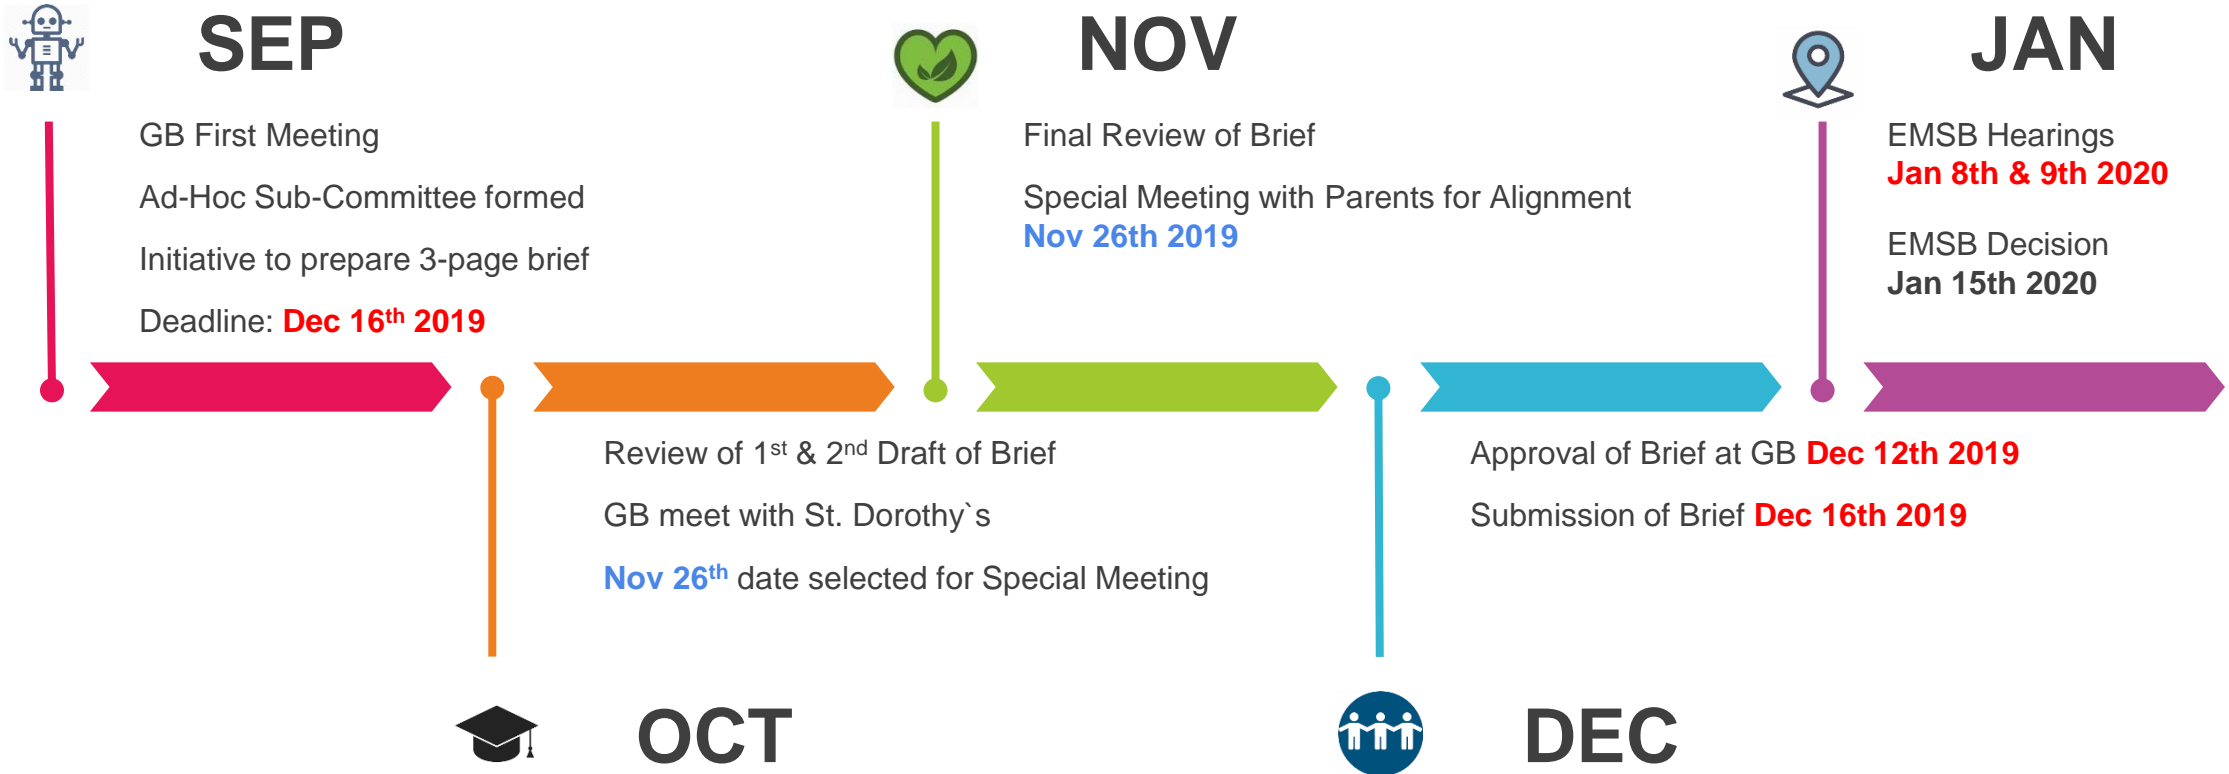 SEP
GB First Meeting
Ad-Hoc Sub-Committee formed
Initiative to prepare 3-page brief
Deadline: Dec 16th 2019
OCT
Review of 1st & 2nd Draft of Brief
GB meet with St. Dorothy`s
Nov 26th date selected for Special Meeting
NOV
Final Review of Brief
Special Meeting with Parents for Alignment
Nov 26th 2019
DEC
Approval of Brief at GB Dec 12th 2019
Submission of Brief Dec 16th 2019
JAN
EMSB Hearings
Jan 8th & 9th 2020
EMSB Decision
Jan 15th 2020